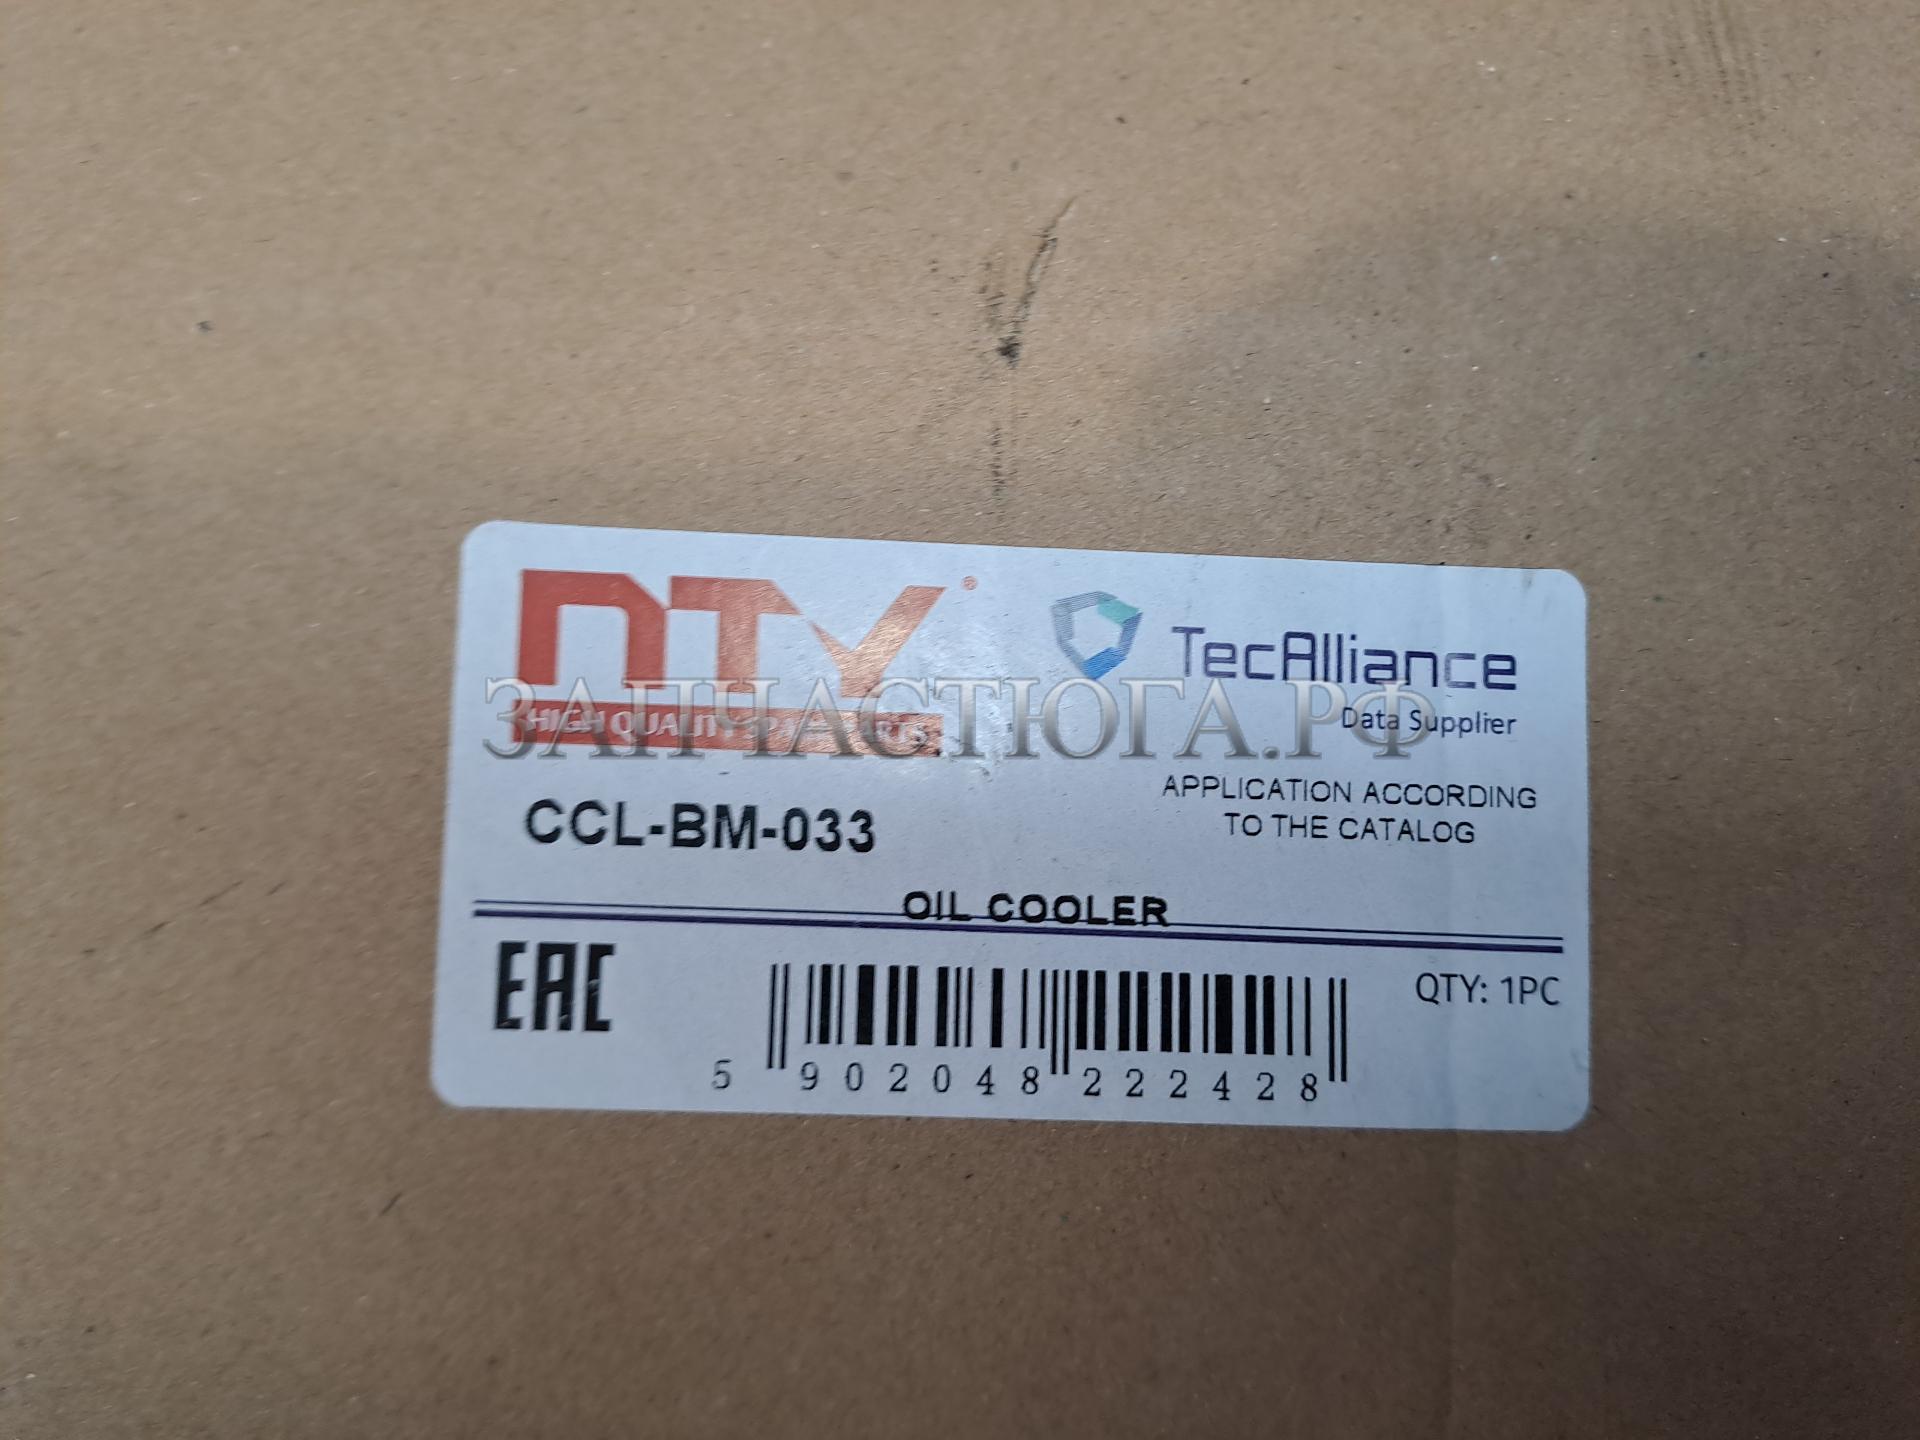 NTY®
HIGH QUALITY SPARE PARTS
TecAlliance
Data Supplier
ЗАПЧАСТЮГА.РФ
CCL-BM-033
APPLICATION ACCORDING
TO THE CATALOG
OIL COOLER
EAC
QTY: 1PC
5 902048 222428